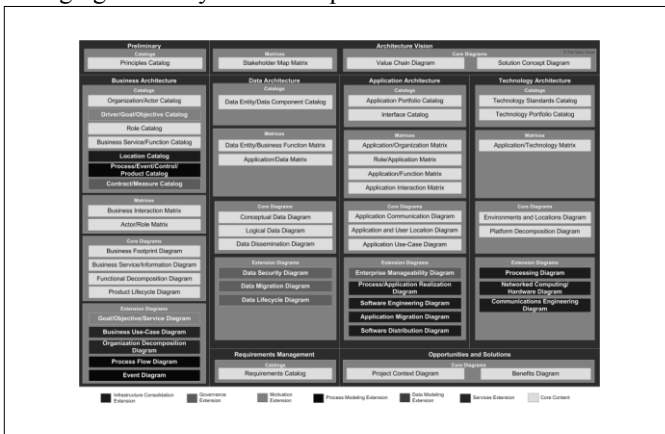 Preliminary
Catalogs
Principles Catalog
Matrices
Stakeholder Map Matrix
Architecture Vision
Core Diagrams
Value Chain Diagram
Solution Concept Diagram
Business Architecture
Catalogs
Organization/Actor Catalog
Driver/Goal/Objective Catalog
Role Catalog
Business Service/Function Catalog
Location Catalog
Process/Event/Control/
Product Catalog
Contract/Measure Catalog
Matrices
Business Interaction Matrix
Actor/Role Matrix
Core Diagrams
Business Footprint Diagram
Business Service/Information Diagram
Functional Decomposition Diagram
Product Lifecycle Diagram
Extension Diagrams
Goal/Objective/Service Diagram
Business Use-Case Diagram
Organization Decomposition
Diagram
Process Flow Diagram
Event Diagram
Data Architecture
Catalogs
Data Entity/Data Component Catalog
Matrices
Data Entity/Business Function Matrix
Application/Data Matrix
Core Diagrams
Conceptual Data Diagram
Logical Data Diagram
Data Dissemination Diagram
Extension Diagrams
Data Security Diagram
Data Migration Diagram
Data Lifecycle Diagram
Application Architecture
Catalogs
Application Portfolio Catalog
Interface Catalog
Matrices
Application/Organization Matrix
Role/Application Matrix
Application/Function Matrix
Application Interaction Matrix
Core Diagrams
Application Communication Diagram
Application and User Location Diagram
Application Use-Case Diagram
Extension Diagrams
Enterprise Manageability Diagram
Process/Application Realization
Diagram
Software Engineering Diagram
Application Migration Diagram
Software Distribution Diagram
Technology Architecture
Catalogs
Technology Standards Catalog
Technology Portfolio Catalog
Matrices
Application/Technology Matrix
Core Diagrams
Environments and Locations Diagram
Platform Decomposition Diagram
Extension Diagrams
Processing Diagram
Networked Computing/
Hardware Diagram
Communications Engineering
Diagram
Requirements Management
Catalogs
Requirements Catalog
Opportunities and Solutions
Core Diagrams
Project Context Diagram
Benefits Diagram
Infrastructure Consolidation
Extension
Governance
Extension
Motivation
Extension
Process Modeling Extension
Data Modeling
Extension
Services Extension
Core Content